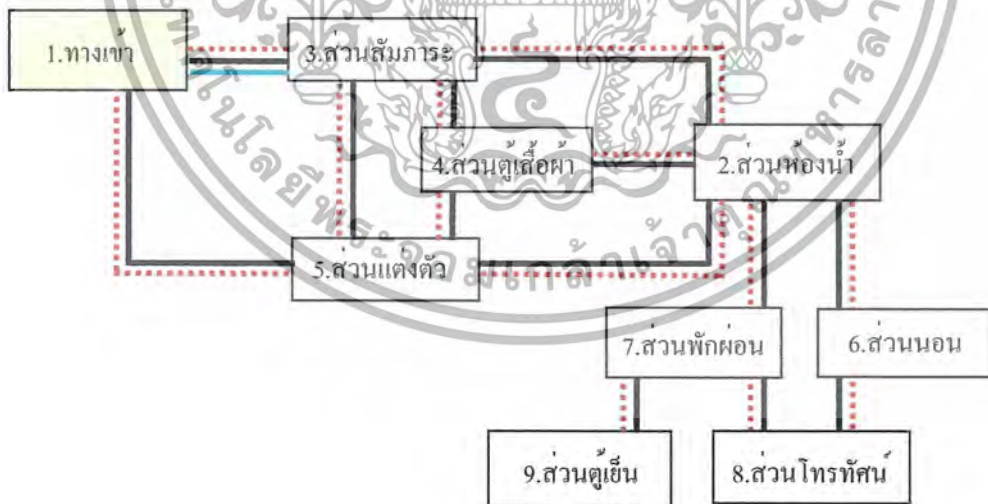 1.ทางเข้า
3.ส่วนสัมภาระ
4.ส่วนตู้เสื้อผ้า
2.ส่วนห้องน้ำ
5.ส่วนแต่งตัว
7.ส่วนพักผ่อน
6.ส่วนนอน
9.ส่วนตู้เย็น
8.ส่วนโทรทัศน์